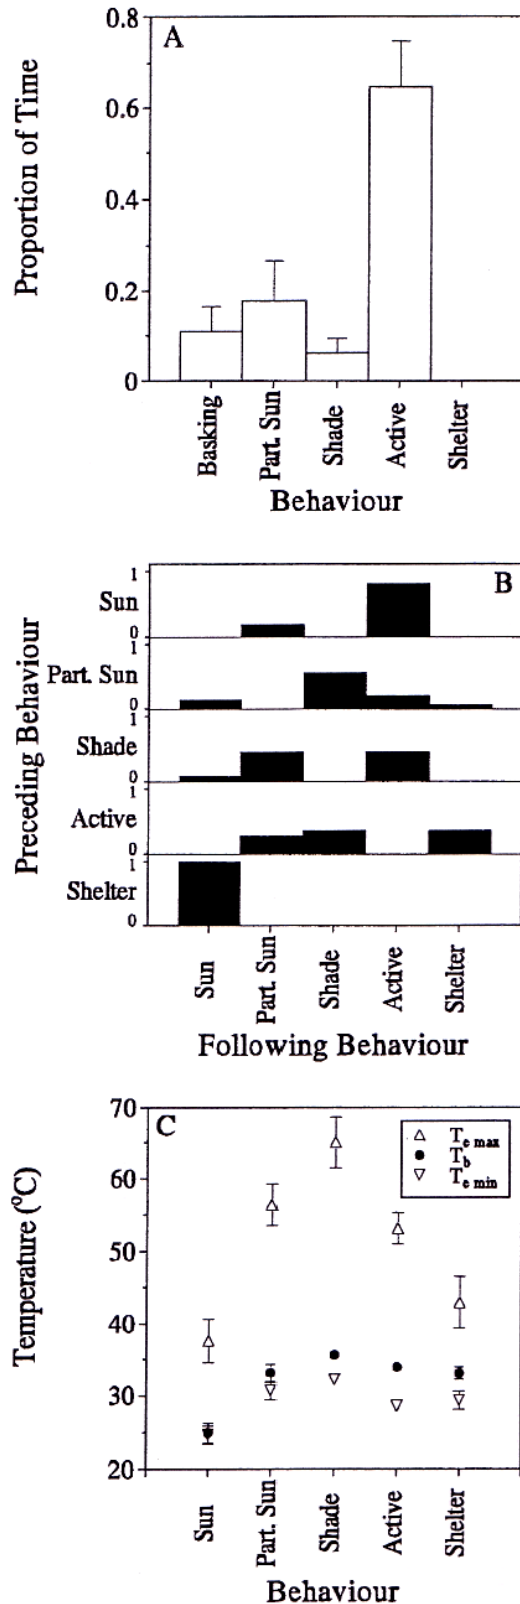 A
Proportion of Time
0.8
0.6
0.4
0.2
0
Basking
Part. Sun
Shade
Active
Shelter
Behaviour
B
Preceding Behaviour
Sun
1
0
Part. Sun
1
0
Shade
1
0
Active
1
0
Shelter
1
0
Sun
Part. Sun
Shade
Active
Shelter
Following Behaviour
C
Temperature (°C)
70
60
50
40
30
20
△ Te max
● Tb
▽ Te min
Sun
Part. Sun
Shade
Active
Shelter
Behaviour